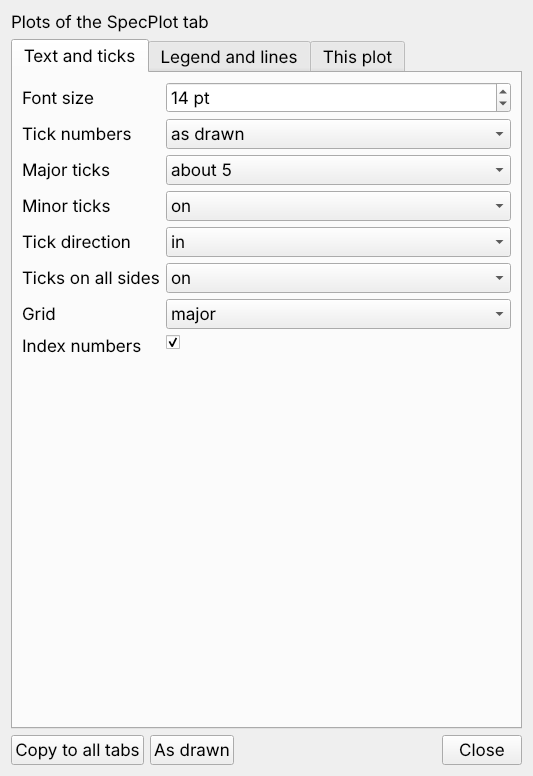 Plots of the SpecPlot tab
Text and ticks
Legend and lines
This plot
Font size
14 pt
Tick numbers
as drawn
Major ticks
about 5
Minor ticks
on
Tick direction
in
Ticks on all sides
on
Grid
major
Index numbers
Copy to all tabs
As drawn
Close